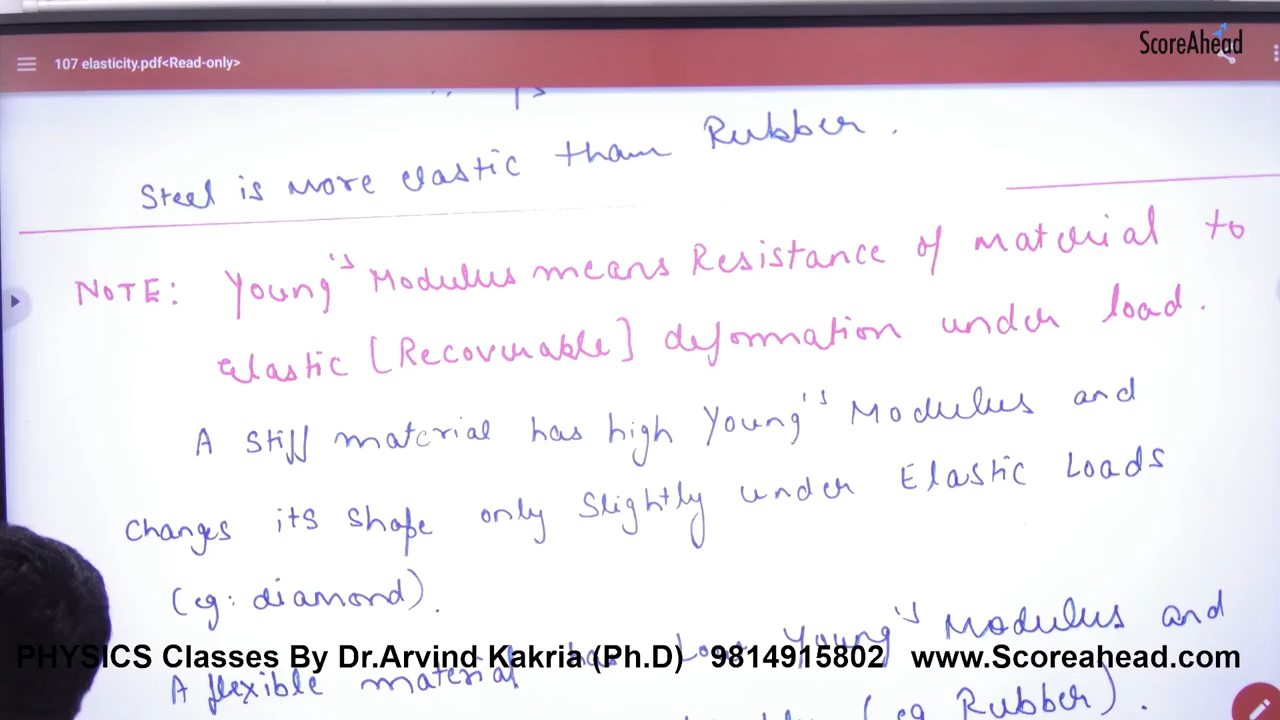 ScoreAhead
107 elasticity.pdf<Read-only>
Steel is more elastic than Rubber.
NOTE: Young's Modulus means Resistance of material to
Elastic [Recoverable] deformation under load.
A Stiff material has high Young's Modulus and
Changes its shape only Slightly under Elastic Loads
(eg: diamond).
A flexible material has Low Young's Modulus and
PHYSICS Classes By Dr.Arvind Kakria (Ph.D) 9814915802 www.Scoreahead.com
(eg Rubber).